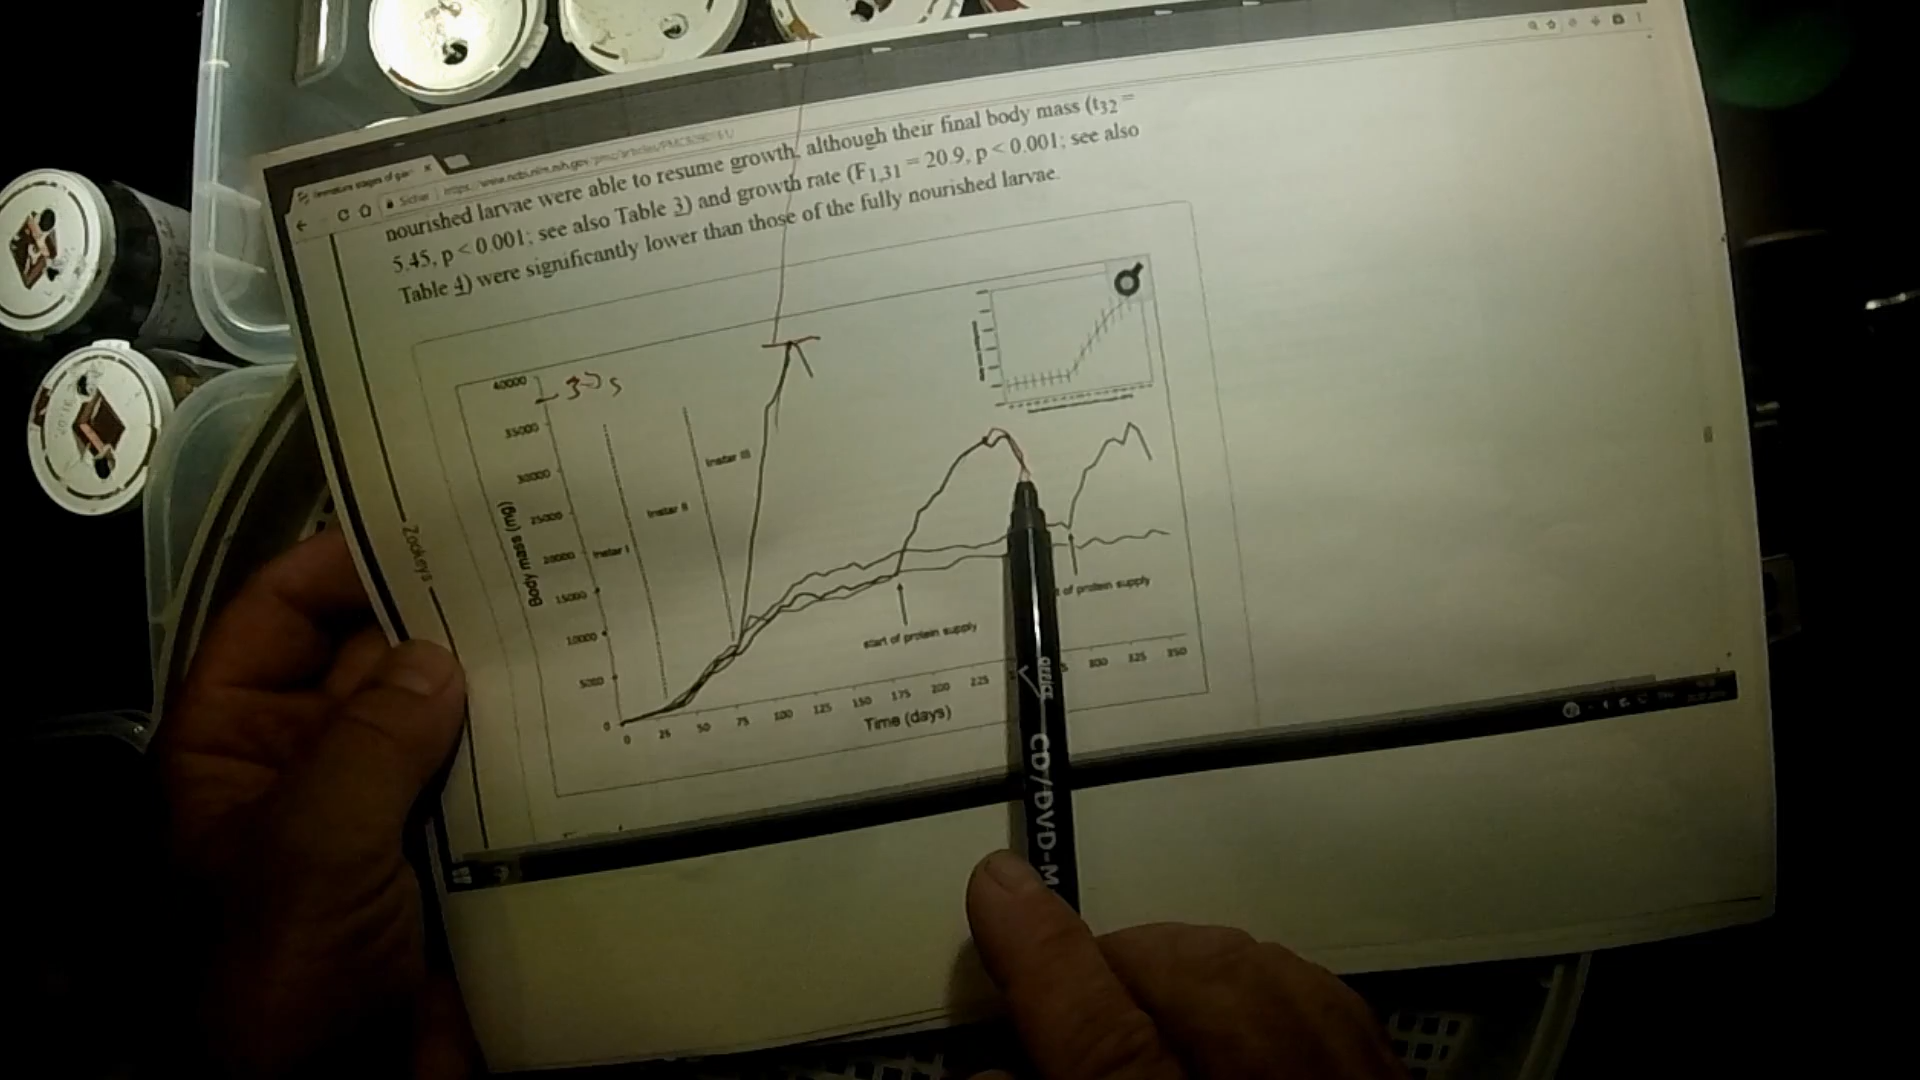 Immature stages of
Sicher
nourished larvae were able to resume growth, although their final body mass (t32 =
5.45, p < 0.001; see also Table 3) and growth rate (F1,31 = 20.9, p < 0.001; see also
Table 4) were significantly lower than those of the fully nourished larvae.
Zookeys
40000
35000
30000
25000
20000
15000
10000
5000
0
Body mass (mg)
Instar I
Instar II
Instar III
start of protein supply
of protein supply
0 25 50 75 100 125 150 175 200 225 300 325 350
Time (days)
CD/DVD-M